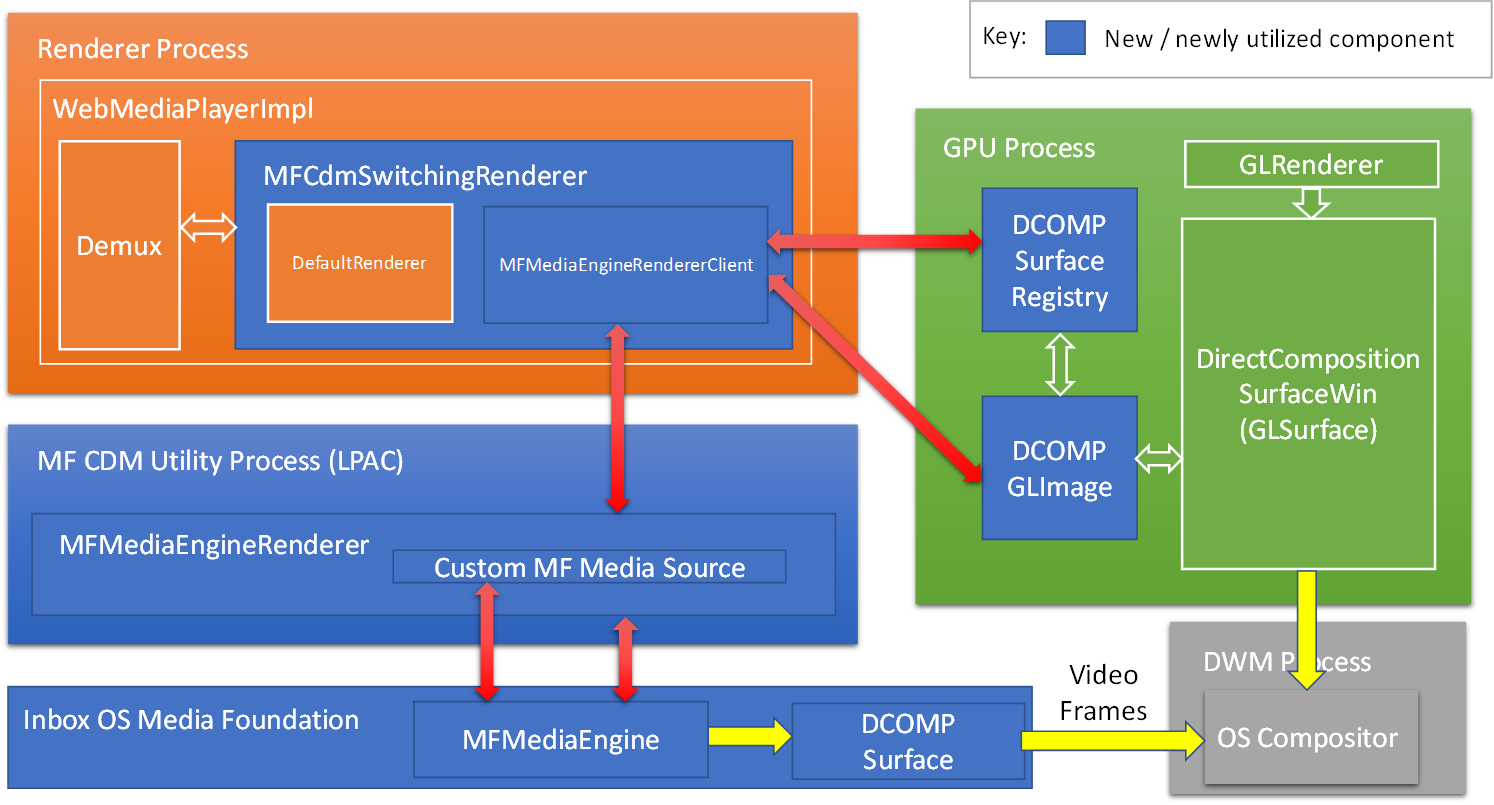 Renderer Process
WebMediaPlayerImpl
Demux
MFCdmSwitchingRenderer
DefaultRenderer
MFMediaEngineRendererClient
Key:
New / newly utilized component
GPU Process
GLRenderer
DCOMP
Surface
Registry
DirectComposition
SurfaceWin
(GLSurface)
DCOMP
GLImage
MF CDM Utility Process (LPAC)
MFMediaEngineRenderer
Custom MF Media Source
Inbox OS Media Foundation
MFMediaEngine
DCOMP
Surface
Video
Frames
DWM Process
OS Compositor